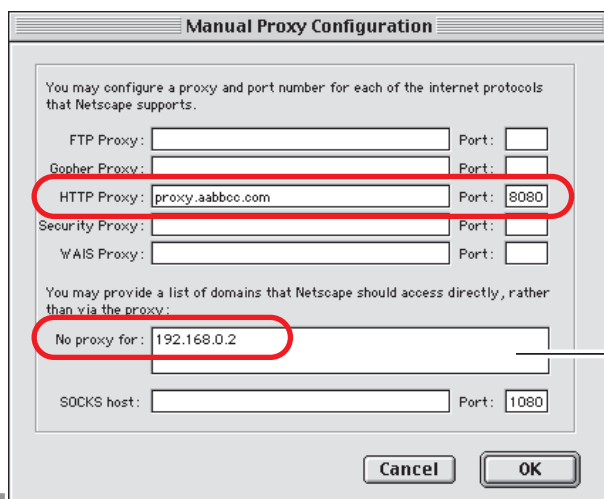 Manual Proxy Configuration
You may configure a proxy and port number for each of the internet protocols
that Netscape supports.
FTP Proxy: Port:
Gopher Proxy: Port:
HTTP Proxy: proxy.aabbcc.com Port: 8080
Security Proxy: Port:
WAIS Proxy: Port:
You may provide a list of domains that Netscape should access directly, rather
than via the proxy:
No proxy for: 192.168.0.2
SOCKS host: Port: 1080
Cancel OK